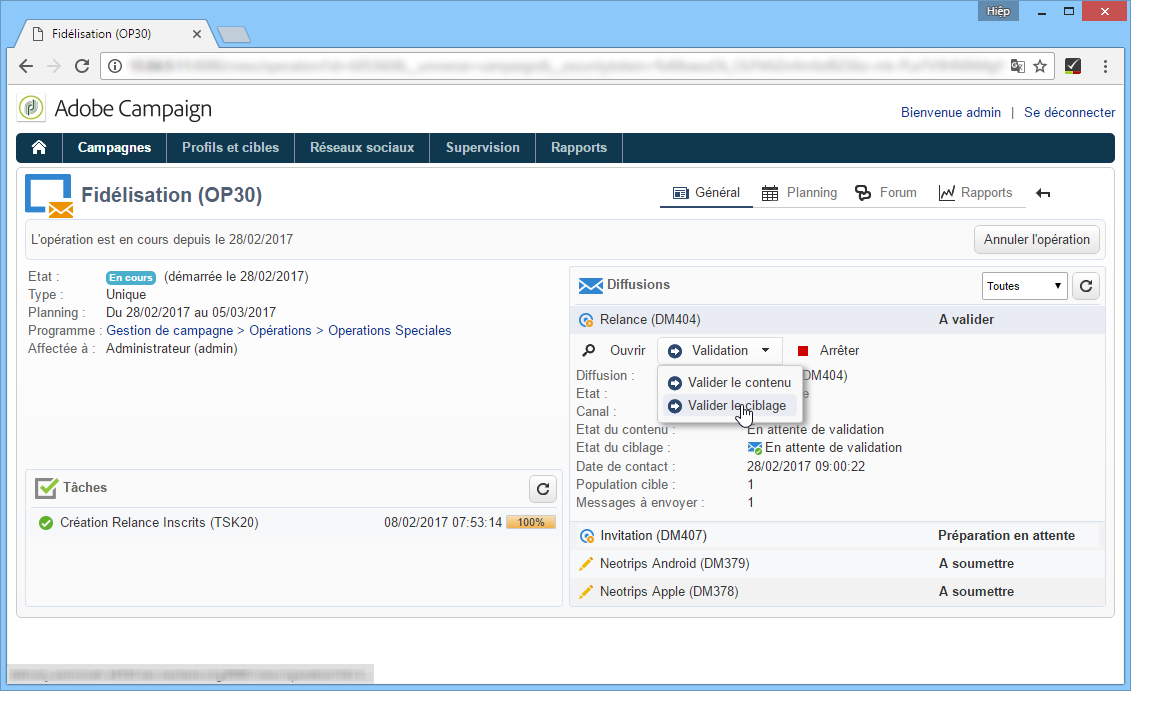 Hiệp
Fidélisation (OP30)
Adobe Campaign
Bienvenue admin | Se déconnecter
Campagnes Profils et cibles Réseaux sociaux Supervision Rapports
Fidélisation (OP30)
Général Planning Forum Rapports
L'opération est en cours depuis le 28/02/2017
Annuler l'opération
Etat : En cours (démarrée le 28/02/2017)
Type : Unique
Planning : Du 28/02/2017 au 05/03/2017
Programme : Gestion de campagne > Opérations > Operations Speciales
Affectée à : Administrateur (admin)
Tâches
Création Relance Inscrits (TSK20) 08/02/2017 07:53:14 100%
Diffusions Toutes
Relance (DM404) A valider
Ouvrir Validation Arrêter
Valider le contenu
Valider le ciblage
Diffusion : DM404)
Etat :
Canal :
Etat du contenu : En attente de validation
Etat du ciblage : En attente de validation
Date de contact : 28/02/2017 09:00:22
Population cible : 1
Messages à envoyer : 1
Invitation (DM407) Préparation en attente
Neotrips Android (DM379) A soumettre
Neotrips Apple (DM378) A soumettre